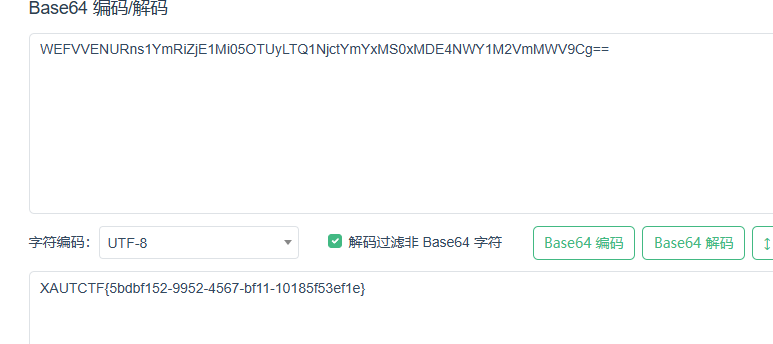 Base64 编码/解码
WEFVVENURns1YmRiZjE1Mi05OTUyLTQ1NjctYmYxMS0xMDE4NWY1M2VmMWV9Cg==
字符编码: UTF-8 解码过滤非 Base64 字符 Base64 编码 Base64 解码
XAUTCTF{5bdbf152-9952-4567-bf11-10185f53ef1e}